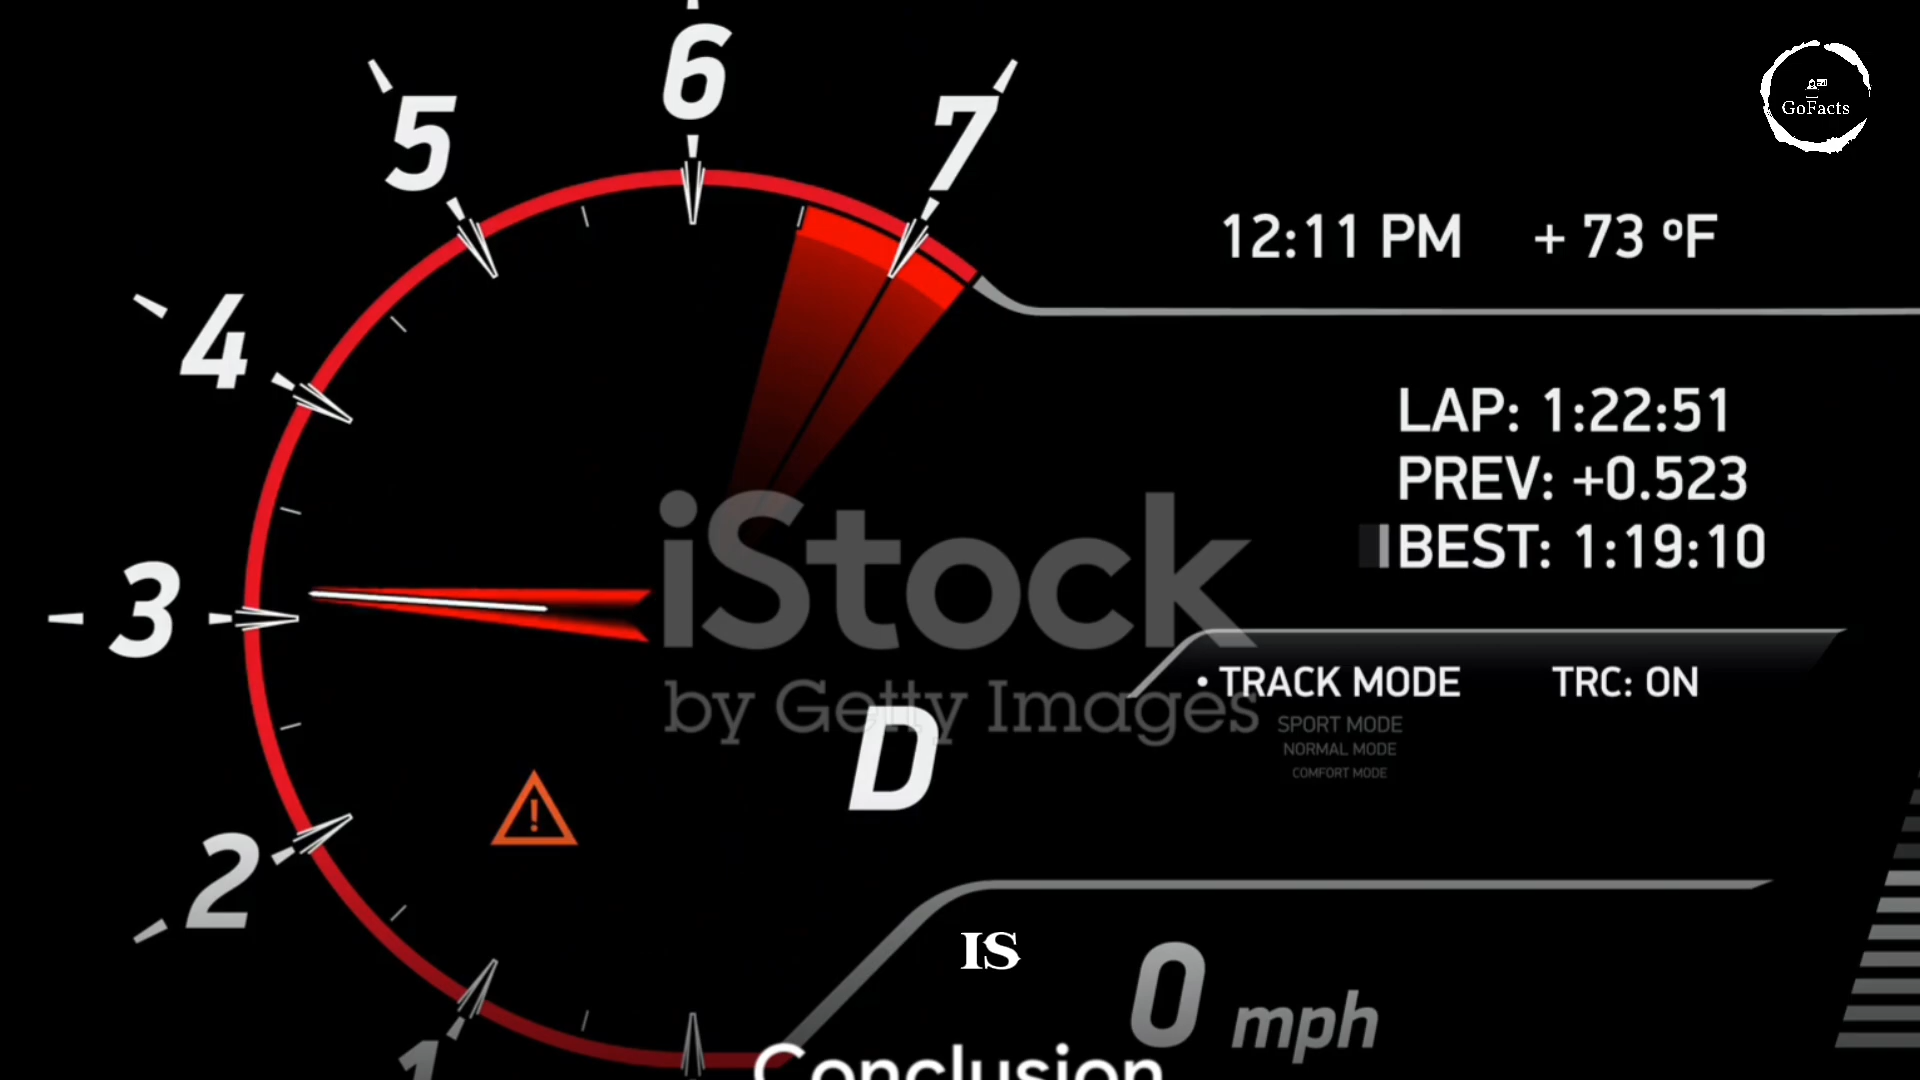 6
5
7
GoFacts
12:11 PM + 73 ºF
4
LAP: 1:22:51
PREV: +0.523
BEST: 1:19:10
iStock
3
TRACK MODE TRC: ON
by Getty Images
SPORT MODE
D
NORMAL MODE
COMFORT MODE
!
2
IS
0 mph
1
Conclusion